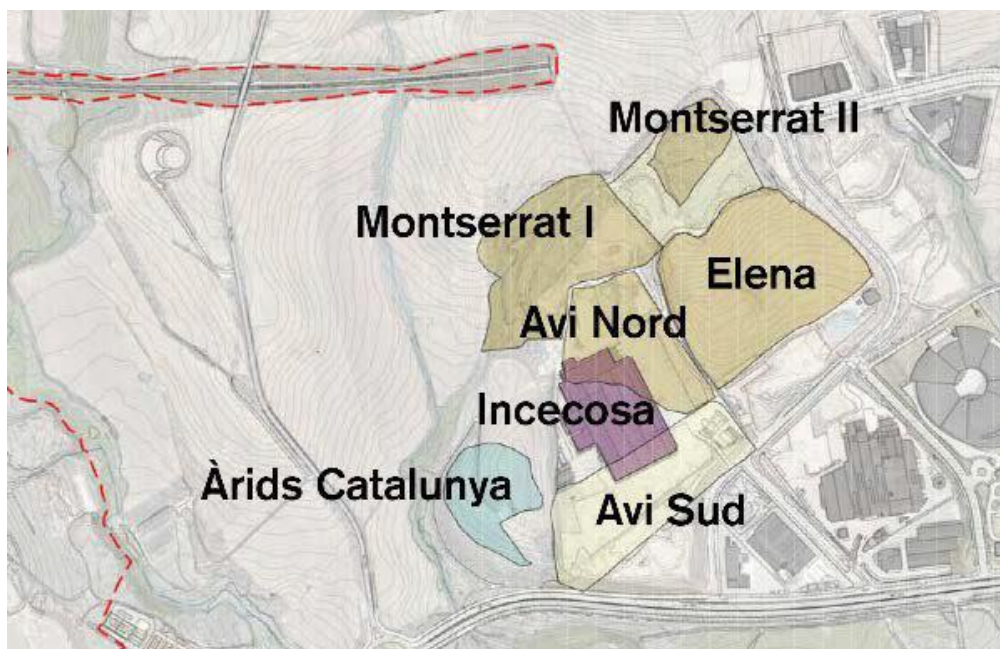 Montserrat II
Montserrat I
Elena
Avi Nord
Incecosa
Àrids Catalunya
Avi Sud